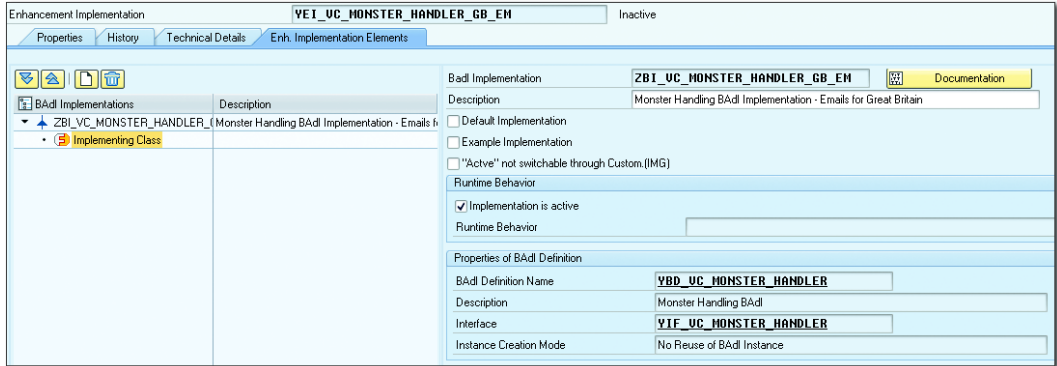 Enhancement Implementation YEI_VC_MONSTER_HANDLER_GB_EM Inactive
Properties History Technical Details Enh. Implementation Elements
BAdI Implementations Description
ZBI_VC_MONSTER_HANDLER_( Monster Handling BAdI Implementation - Emails f
Implementing Class
BadI Implementation ZBI_VC_MONSTER_HANDLER_GB_EM Documentation
Description Monster Handling BAdI Implementation - Emails for Great Britain
Default Implementation
Example Implementation
"Actve" not switchable through Custom.(IMG)
Runtime Behavior
Implementation is active
Runtime Behavior
Properties of BAdI Definition
BAdI Definition Name YBD_VC_MONSTER_HANDLER
Description Monster Handling BAdI
Interface YIF_VC_MONSTER_HANDLER
Instance Creation Mode No Reuse of BAdI Instance